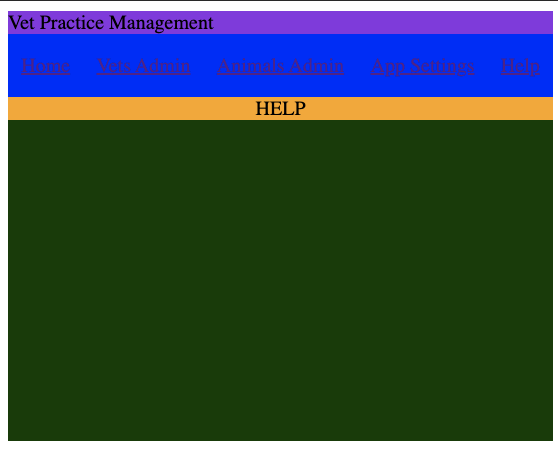 Vet Practice Management
Home Vets Admin Animals Admin App Settings Help
HELP